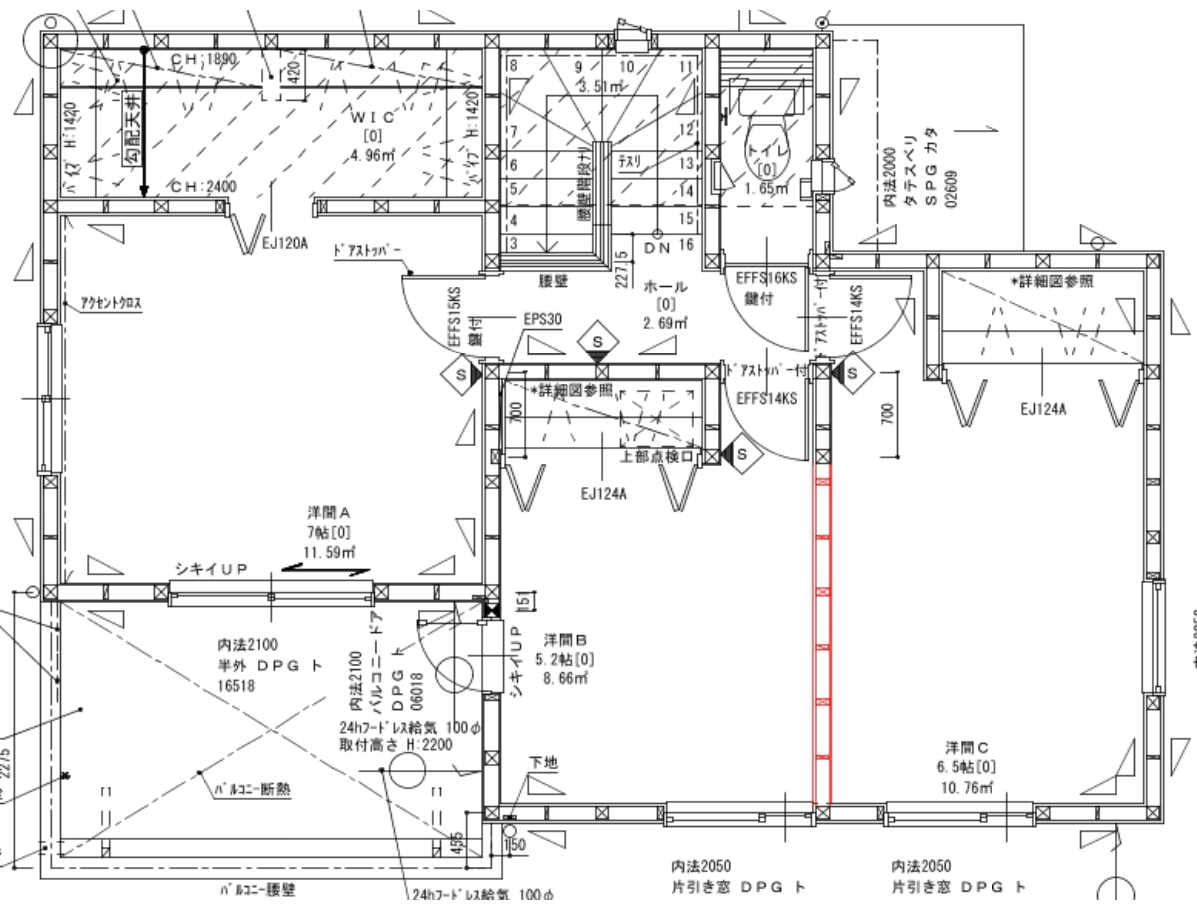 CH:1890
420
WIC
[0]
4.96㎡
パイプ H:1420
勾配天井
パイプ H:1420
CH:2400
EJ120A
8
9
10
11
3.51㎡
7
12
6
13
5
14
4
15
3
16
腰壁階段ナリ
テスリ
DN
227.5
腰壁
トイレ
[0]
1.65㎡
内法2000
タテスベリ
SPG カタ
02609
ドアストッパー
アクセントクロス
EFFS15KS
鍵付
EPS30
ホール
[0]
2.69㎡
EFFS16KS
鍵付
ドアストッパー付
EFFS14KS
*詳細図参照
S
S
S
S
*詳細図参照
ドアストッパー付
EFFS14KS
700
700
上部点検口
EJ124A
EJ124A
洋間A
7帖[0]
11.59㎡
シキイUP
151
内法2100
半外 DPG ト
16518
内法2100
バルコニードア
DPG ト
06018
シキイUP
洋間B
5.2帖[0]
8.66㎡
24hフードレス給気 100φ
取付高さ H:2200
下地
バルコニー断熱
2275
洋間C
6.5帖[0]
10.76㎡
455
150
バルコニー腰壁
24hフードレス給気 100φ
内法2050
片引き窓 DPG ト
内法2050
片引き窓 DPG ト